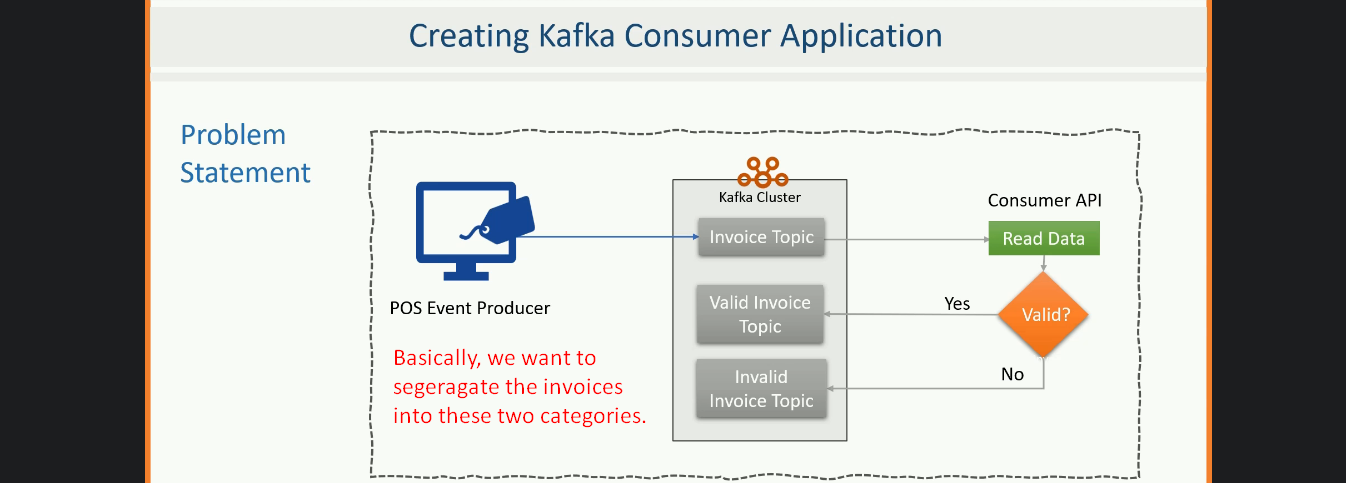 Creating Kafka Consumer Application
Problem
Statement
Kafka Cluster
Consumer API
Invoice Topic
Read Data
POS Event Producer
Valid Invoice
Topic
Yes
Valid?
Basically, we want to
segeragate the invoices
into these two categories.
Invalid
Invoice Topic
No